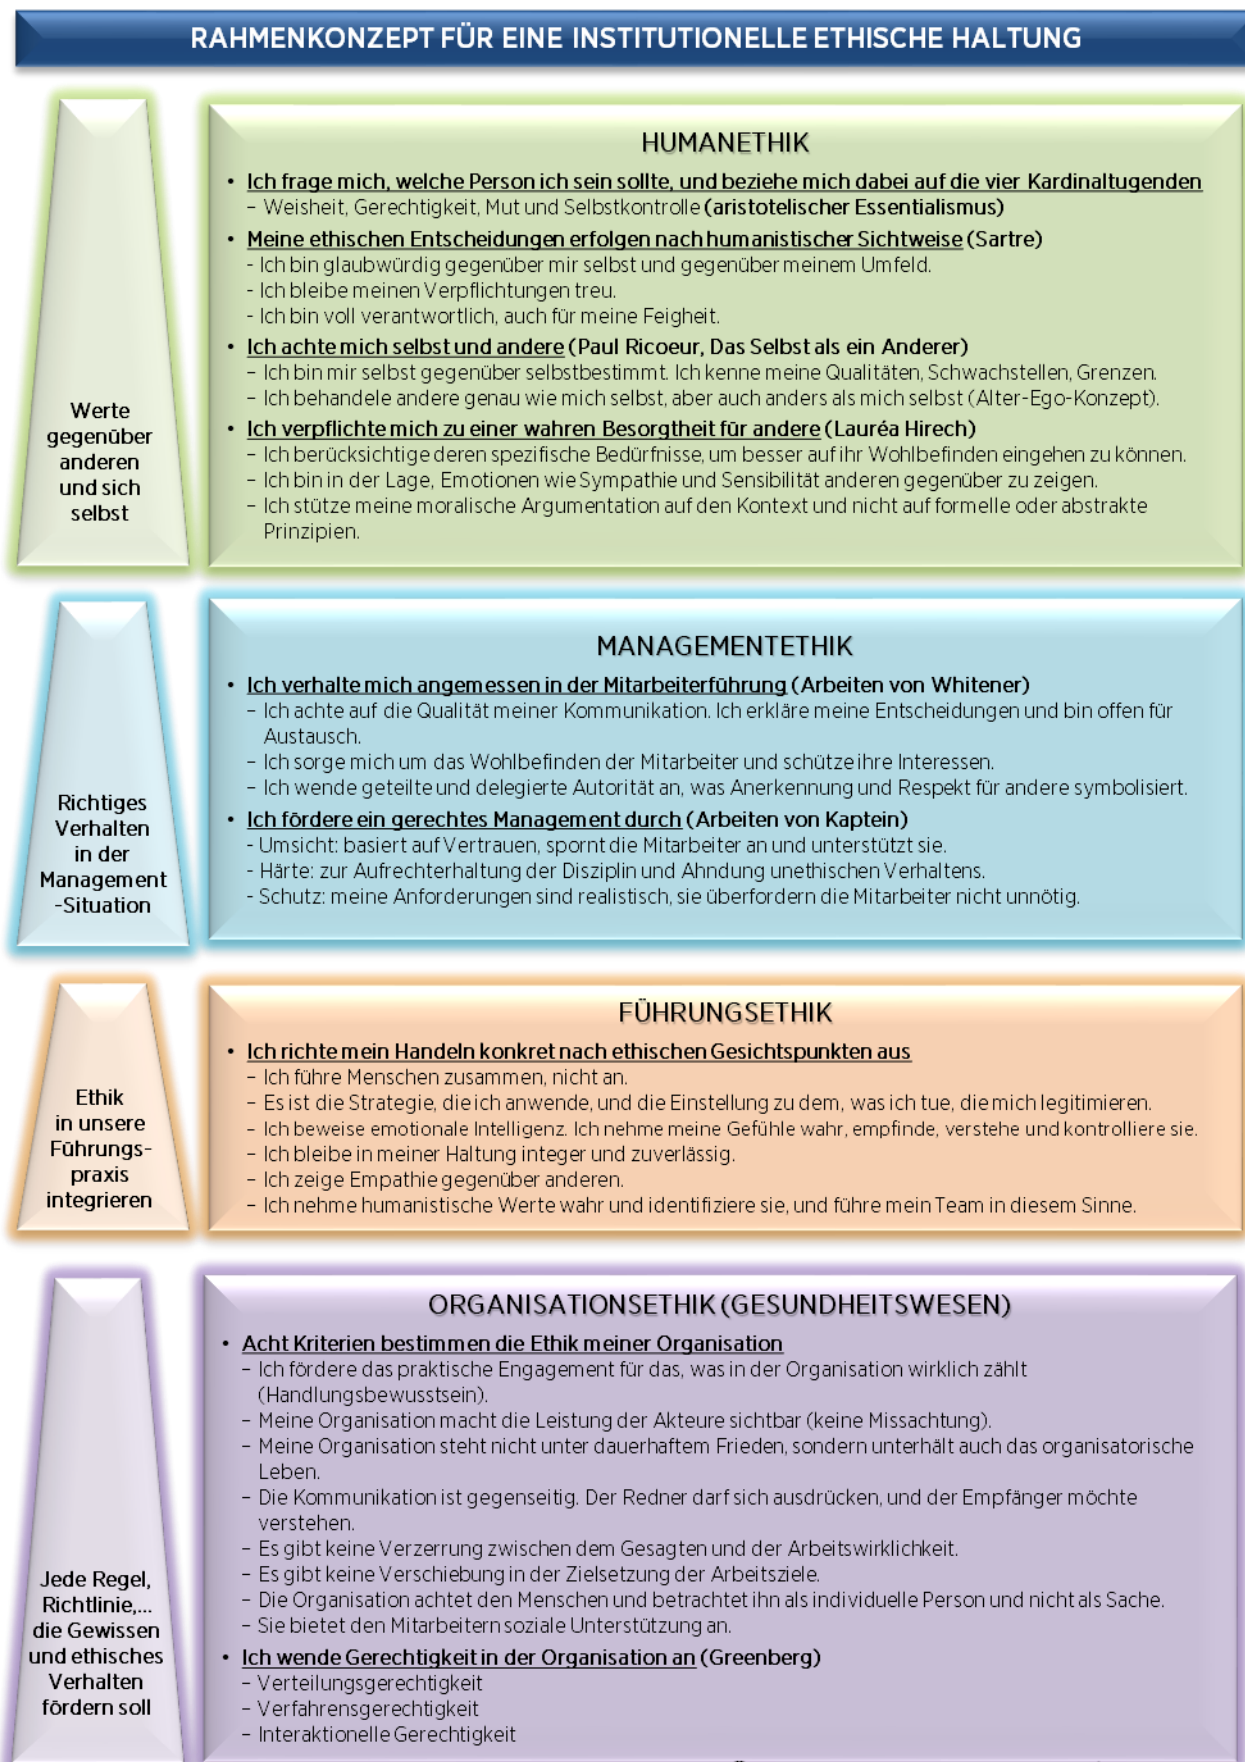 RAHMENKONZEPT FÜR EINE INSTITUTIONELLE ETHISCHE HALTUNG
Werte
gegenüber
anderen
und sich
selbst
HUMANETHIK
• Ich frage mich, welche Person ich sein sollte, und beziehe mich dabei auf die vier Kardinaltugenden
– Weisheit, Gerechtigkeit, Mut und Selbstkontrolle (aristotelischer Essentialismus)
• Meine ethischen Entscheidungen erfolgen nach humanistischer Sichtweise (Sartre)
- Ich bin glaubwürdig gegenüber mir selbst und gegenüber meinem Umfeld.
- Ich bleibe meinen Verpflichtungen treu.
- Ich bin voll verantwortlich, auch für meine Feigheit.
• Ich achte mich selbst und andere (Paul Ricoeur, Das Selbst als ein Anderer)
– Ich bin mir selbst gegenüber selbstbestimmt. Ich kenne meine Qualitäten, Schwachstellen, Grenzen.
– Ich behandele andere genau wie mich selbst, aber auch anders als mich selbst (Alter-Ego-Konzept).
• Ich verpflichte mich zu einer wahren Besorgtheit für andere (Lauréa Hirech)
– Ich berücksichtige deren spezifische Bedürfnisse, um besser auf ihr Wohlbefinden eingehen zu können.
– Ich bin in der Lage, Emotionen wie Sympathie und Sensibilität anderen gegenüber zu zeigen.
– Ich stütze meine moralische Argumentation auf den Kontext und nicht auf formelle oder abstrakte
Prinzipien.
Richtiges
Verhalten
in der
Management
-Situation
MANAGEMENTETHIK
• Ich verhalte mich angemessen in der Mitarbeiterführung (Arbeiten von Whitener)
– Ich achte auf die Qualität meiner Kommunikation. Ich erkläre meine Entscheidungen und bin offen für
Austausch.
– Ich sorge mich um das Wohlbefinden der Mitarbeiter und schütze ihre Interessen.
– Ich wende geteilte und delegierte Autorität an, was Anerkennung und Respekt für andere symbolisiert.
• Ich fördere ein gerechtes Management durch (Arbeiten von Kaptein)
- Umsicht: basiert auf Vertrauen, spornt die Mitarbeiter an und unterstützt sie.
- Härte: zur Aufrechterhaltung der Disziplin und Ahndung unethischen Verhaltens.
- Schutz: meine Anforderungen sind realistisch, sie überfordern die Mitarbeiter nicht unnötig.
Ethik
in unsere
Führungs-
praxis
integrieren
FÜHRUNGSETHIK
• Ich richte mein Handeln konkret nach ethischen Gesichtspunkten aus
– Ich führe Menschen zusammen, nicht an.
– Es ist die Strategie, die ich anwende, und die Einstellung zu dem, was ich tue, die mich legitimieren.
– Ich beweise emotionale Intelligenz. Ich nehme meine Gefühle wahr, empfinde, verstehe und kontrolliere sie.
– Ich bleibe in meiner Haltung integer und zuverlässig.
– Ich zeige Empathie gegenüber anderen.
– Ich nehme humanistische Werte wahr und identifiziere sie, und führe mein Team in diesem Sinne.
Jede Regel,
Richtlinie,...
die Gewissen
und ethisches
Verhalten
fördern soll
ORGANISATIONSETHIK (GESUNDHEITSWESEN)
• Acht Kriterien bestimmen die Ethik meiner Organisation
– Ich fördere das praktische Engagement für das, was in der Organisation wirklich zählt
(Handlungsbewusstsein).
– Meine Organisation macht die Leistung der Akteure sichtbar (keine Missachtung).
– Meine Organisation steht nicht unter dauerhaftem Frieden, sondern unterhält auch das organisatorische
Leben.
– Die Kommunikation ist gegenseitig. Der Redner darf sich ausdrücken, und der Empfänger möchte
verstehen.
– Es gibt keine Verzerrung zwischen dem Gesagten und der Arbeitswirklichkeit.
– Es gibt keine Verschiebung in der Zielsetzung der Arbeitsziele.
– Die Organisation achtet den Menschen und betrachtet ihn als individuelle Person und nicht als Sache.
– Sie bietet den Mitarbeitern soziale Unterstützung an.
• Ich wende Gerechtigkeit in der Organisation an (Greenberg)
– Verteilungsgerechtigkeit
– Verfahrensgerechtigkeit
– Interaktionelle Gerechtigkeit